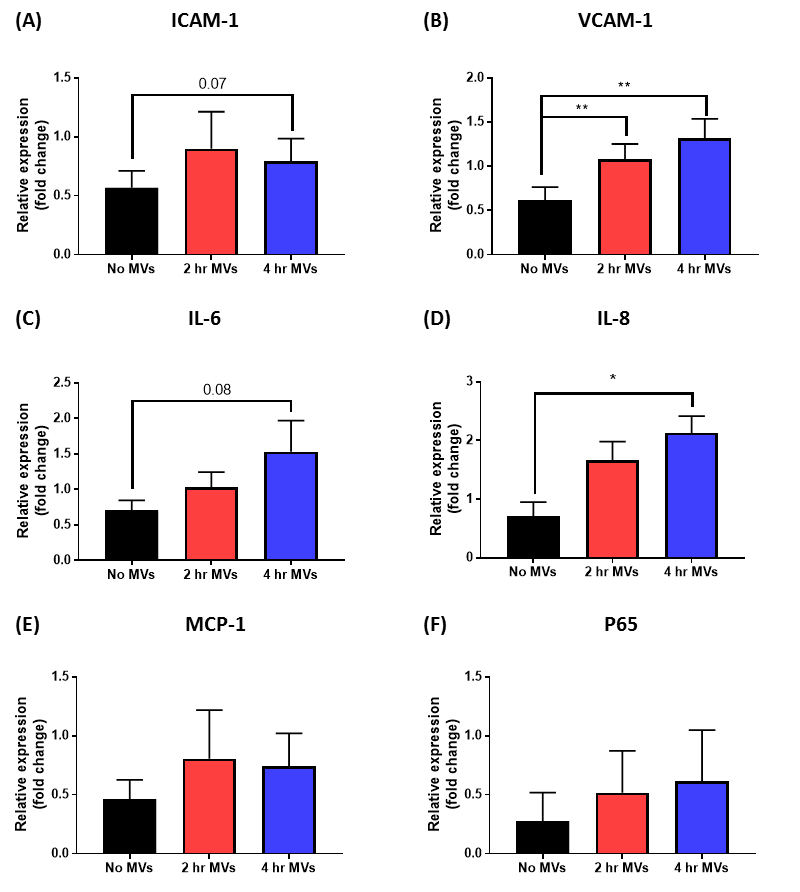 (A) ICAM-1
Relative expression
(fold change)
1.5
1.0
0.5
0.0
0.07
No MVs 2 hr MVs 4 hr MVs
(B) VCAM-1
Relative expression
(fold change)
2.0
1.5
1.0
0.5
0.0
**
**
No MVs 2 hr MVs 4 hr MVs
(C) IL-6
Relative expression
(fold change)
2.5
2.0
1.5
1.0
0.5
0.0
0.08
No MVs 2 hr MVs 4 hr MVs
(D) IL-8
Relative expression
(fold change)
3
2
1
0
*
No MVs 2 hr MVs 4 hr MVs
(E) MCP-1
Relative expression
(fold change)
1.5
1.0
0.5
0.0
No MVs 2 hr MVs 4 hr MVs
(F) P65
Relative expression
(fold change)
1.5
1.0
0.5
0.0
No MVs 2 hr MVs 4 hr MVs